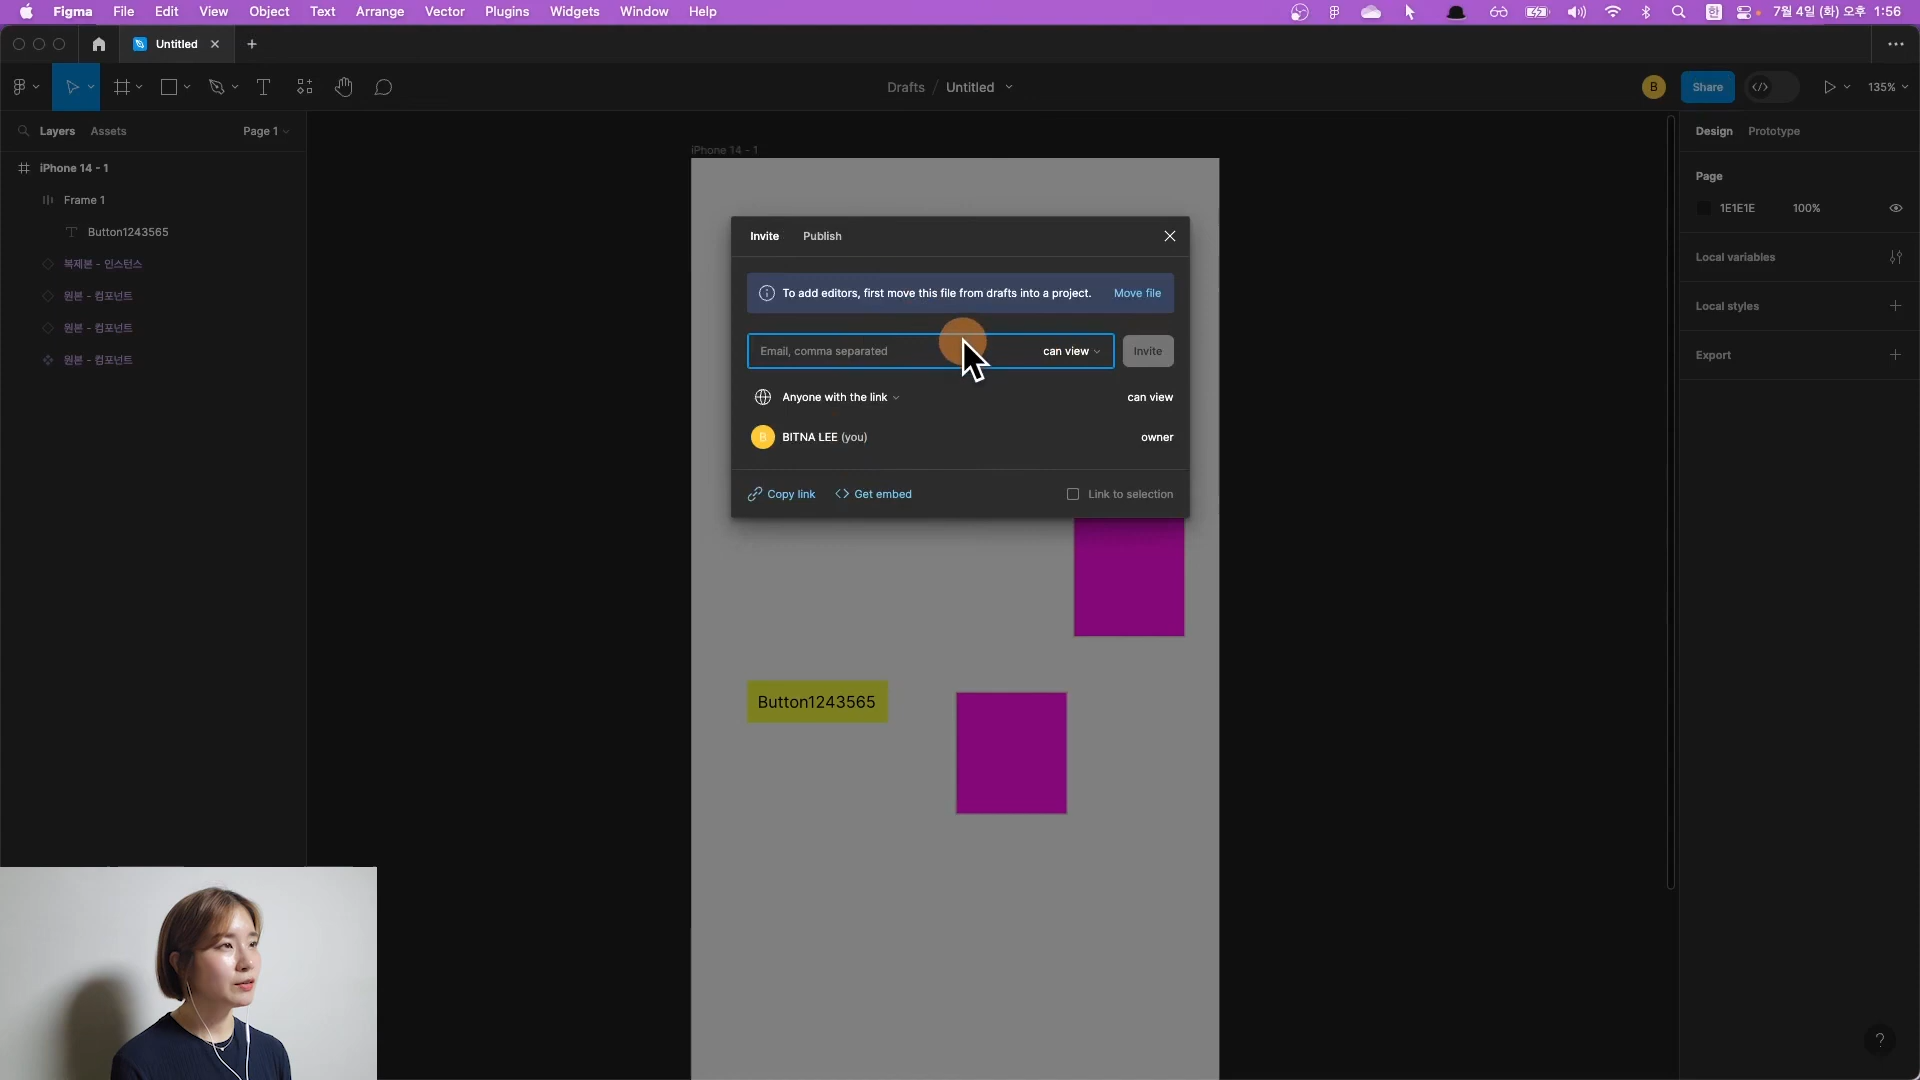 Figma File Edit View Object Text Arrange Vector Plugins Widgets Window Help 한 7월 4일 (화) 오후 1:56
Untitled
Drafts / Untitled B Share 135%
Layers Assets Page 1
Design Prototype
iPhone 14 - 1
Frame 1
Button1243565
복제본 - 인스턴스
원본 - 컴포넌트
원본 - 컴포넌트
원본 - 컴포넌트
iPhone 14 - 1
Invite Publish
To add editors, first move this file from drafts into a project. Move file
Email, comma separated can view Invite
Anyone with the link can view
B BITNA LEE (you) owner
Copy link Get embed Link to selection
Button1243565
Page
1E1E1E 100%
Local variables
Local styles
Export
?